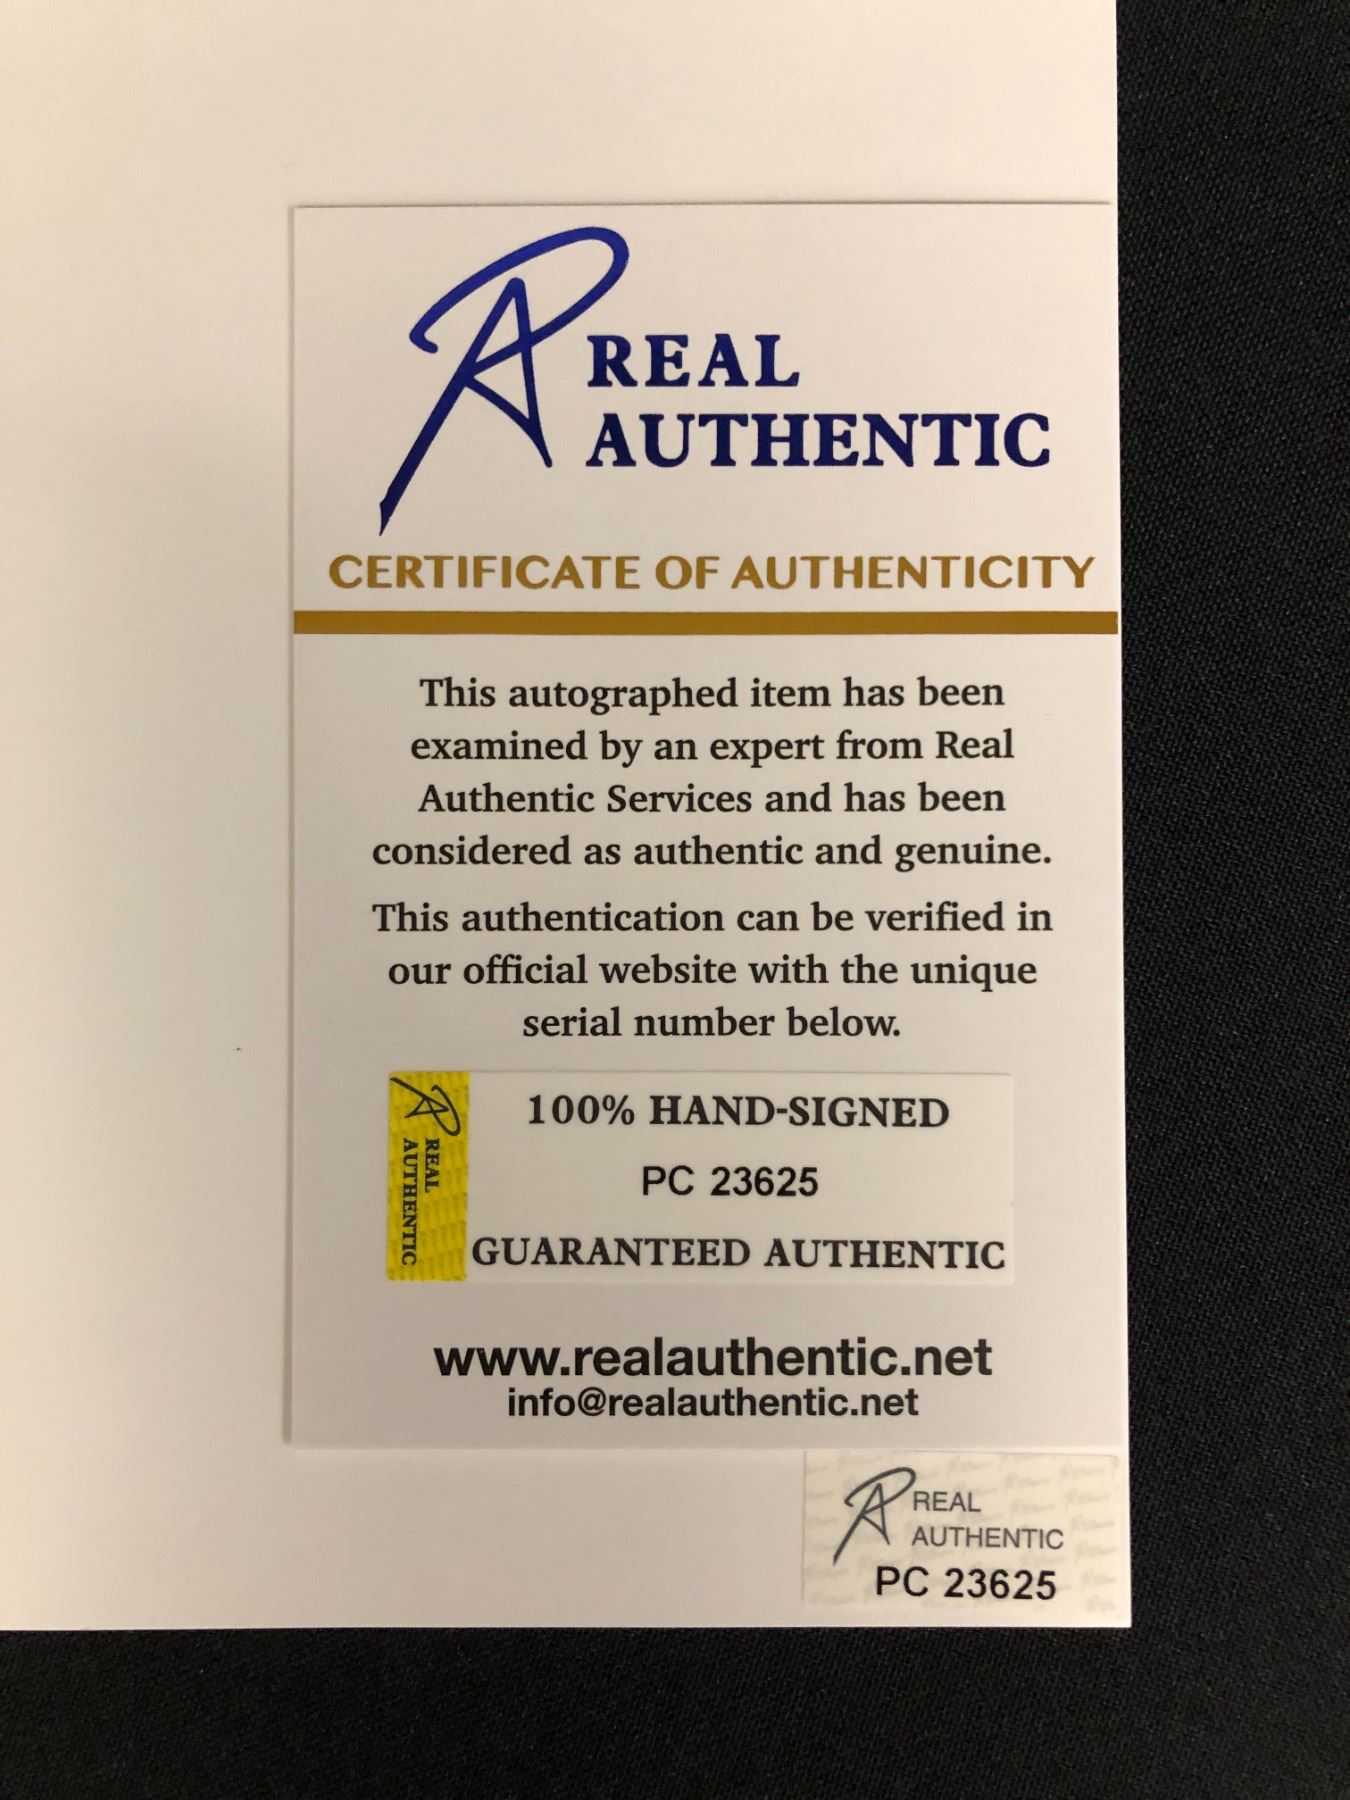 REAL
AUTHENTIC
CERTIFICATE OF AUTHENTICITY
This autographed item has been
examined by an expert from Real
Authentic Services and has been
considered as authentic and genuine.
This authentication can be verified in
our official website with the unique
serial number below.
REAL
AUTHENTIC
100% HAND-SIGNED
PC 23625
GUARANTEED AUTHENTIC
www.realauthentic.net
info@realauthentic.net
REAL
AUTHENTIC
PC 23625